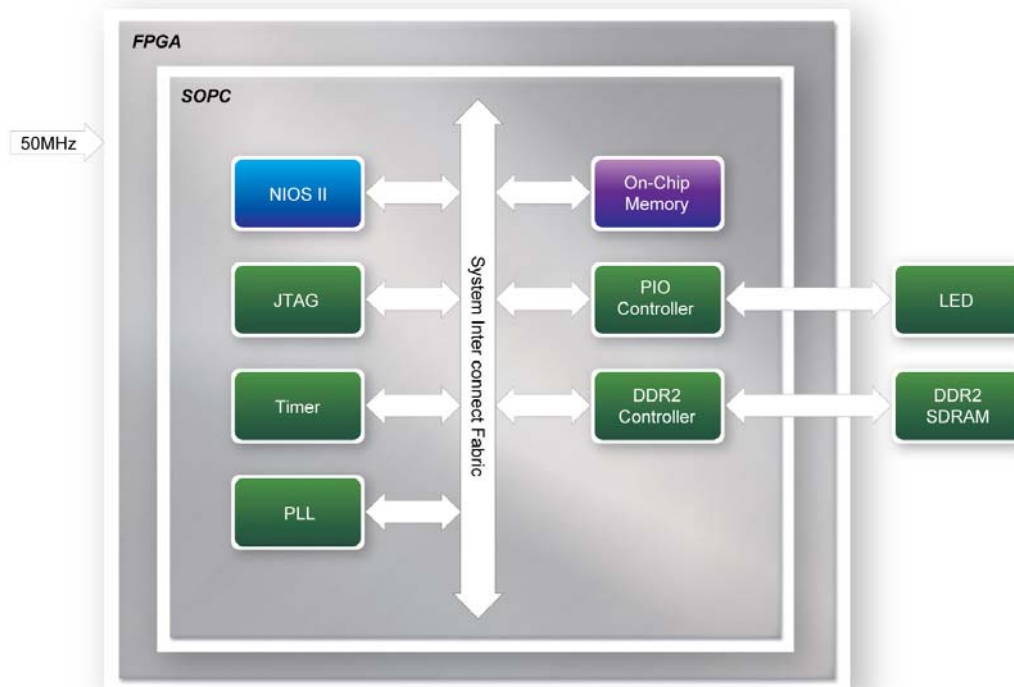 FPGA
SOPC
50MHz
NIOS II
On-Chip
Memory
System Inter connect Fabric
JTAG
PIO
Controller
LED
Timer
DDR2
Controller
DDR2
SDRAM
PLL